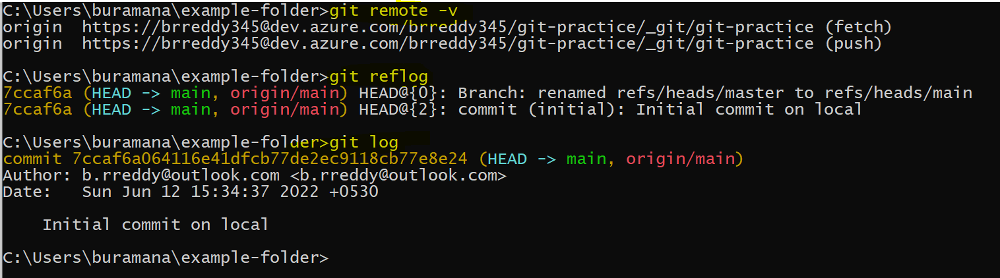 C:\Users\buramana\example-folder>git remote -v
origin  https://brreddy345@dev.azure.com/brreddy345/git-practice/_git/git-practice (fetch)
origin  https://brreddy345@dev.azure.com/brreddy345/git-practice/_git/git-practice (push)
C:\Users\buramana\example-folder>git reflog
7ccaf6a (HEAD -> main, origin/main) HEAD@{0}: Branch: renamed refs/heads/master to refs/heads/main
7ccaf6a (HEAD -> main, origin/main) HEAD@{2}: commit (initial): Initial commit on local
C:\Users\buramana\example-folder>git log
commit 7ccaf6a064116e41dfcb77de2ec9118cb77e8e24 (HEAD -> main, origin/main)
Author: b.rreddy@outlook.com <b.rreddy@outlook.com>
Date:   Sun Jun 12 15:34:37 2022 +0530
    Initial commit on local
C:\Users\buramana\example-folder>